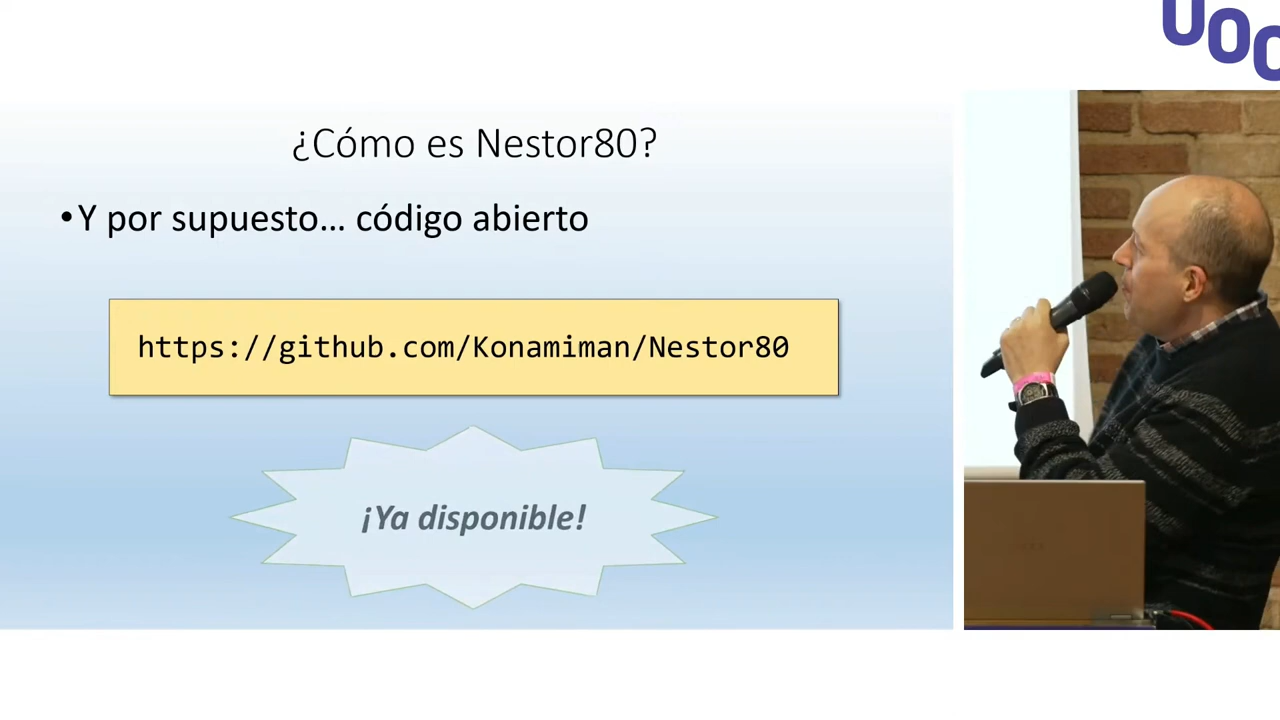 UOC
¿Cómo es Nestor80?
•Y por supuesto... código abierto
https://github.com/Konamiman/Nestor80
¡Ya disponible!